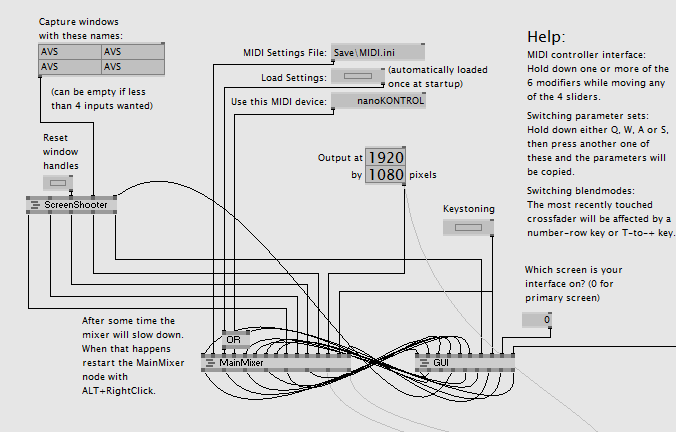 Capture windows
with these names:
AVS AVS
AVS AVS
(can be empty if less
than 4 inputs wanted)
Reset
window
handles
ScreenShooter
MIDI Settings File: Save\MIDI.ini
Load Settings: (automatically loaded
once at startup)
Use this MIDI device: nanoKONTROL
Output at 1920
by 1080 pixels
Keystoning
Help:
MIDI controller interface:
Hold down one or more of the
6 modifiers while moving any
of the 4 sliders.
Switching parameter sets:
Hold down either Q, W, A or S,
then press another one of
these and the parameters will
be copied.
Switching blendmodes:
The most recently touched
crossfader will be affected by a
number-row key or T-to-+ key.
Which screen is your
interface on? (0 for
primary screen)
0
After some time the
mixer will slow down.
When that happens
restart the MainMixer
node with
ALT+RightClick.
OR
MainMixer
GUI